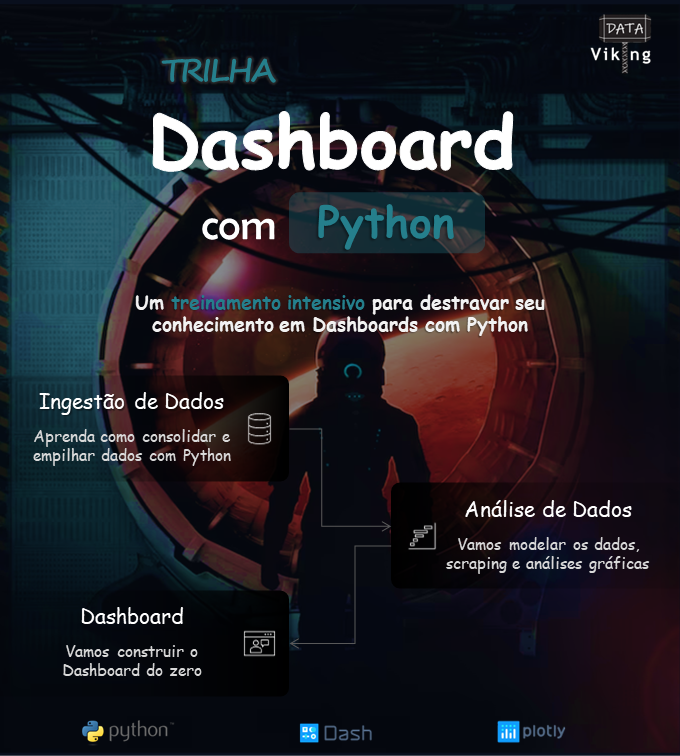 DATA
Viking
TRILHA
Dashboard
com Python
Um treinamento intensivo para destravar seu
conhecimento em Dashboards com Python
Ingestão de Dados
Aprenda como consolidar e
empilhar dados com Python
Análise de Dados
Vamos modelar os dados,
scraping e análises gráficas
Dashboard
Vamos construir o
Dashboard do zero
python™
Dash
plotly